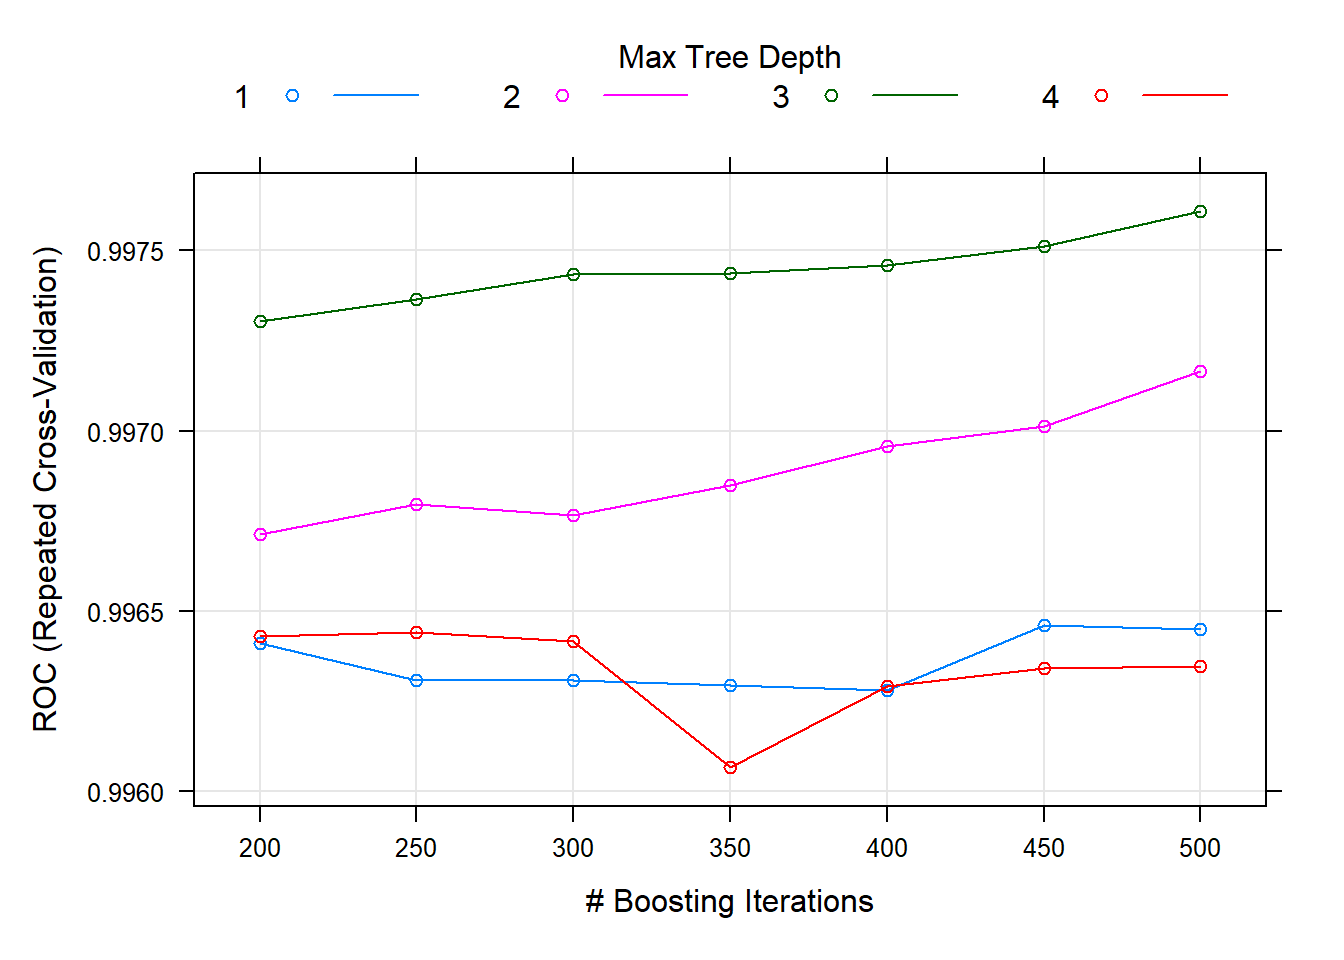 Max Tree Depth
1 2 3 4
ROC (Repeated Cross-Validation)
0.9975
0.9970
0.9965
0.9960
200 250 300 350 400 450 500
# Boosting Iterations